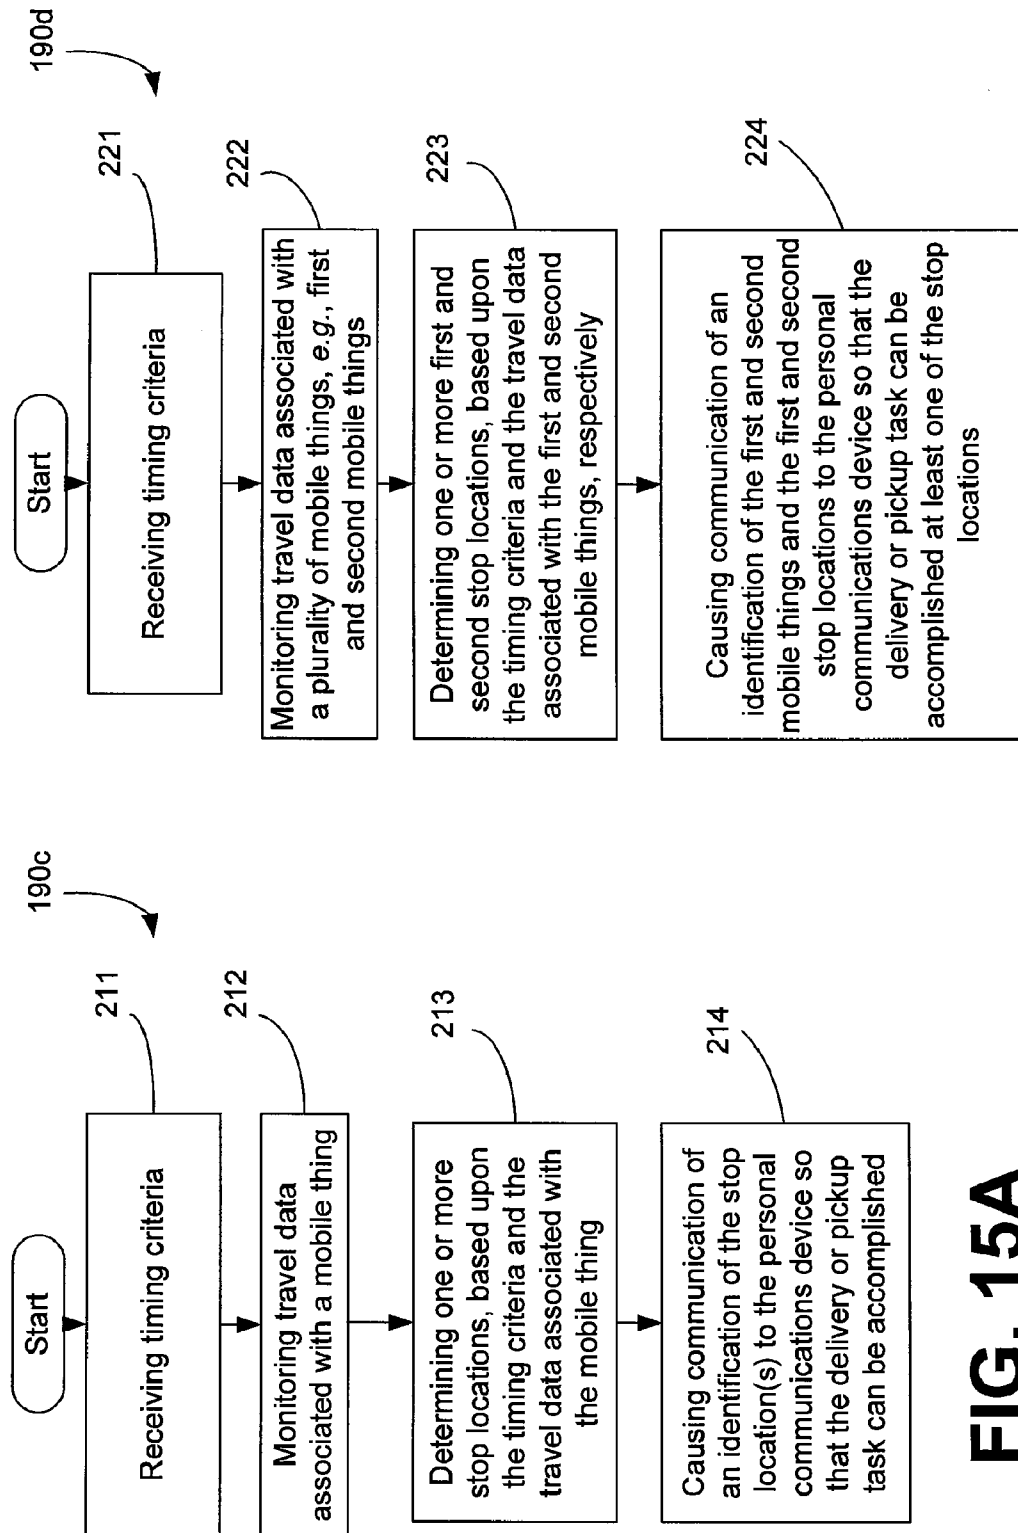 190c
Start
Receiving timing criteria
211
Monitoring travel data
associated with a mobile thing
212
Determining one or more
stop locations, based upon
the timing criteria and the
travel data associated with
the mobile thing
213
Causing communication of
an identification of the stop
location(s) to the personal
communications device so
that the delivery or pickup
task can be accomplished
214
FIG. 15A
190d
Start
Receiving timing criteria
221
Monitoring travel data associated with
a plurality of mobile things, e.g., first
and second mobile things
222
Determining one or more first and
second stop locations, based upon
the timing criteria and the travel data
associated with the first and second
mobile things, respectively
223
Causing communication of an
identification of the first and second
mobile things and the first and second
stop locations to the personal
communications device so that the
delivery or pickup task can be
accomplished at least one of the stop
locations
224